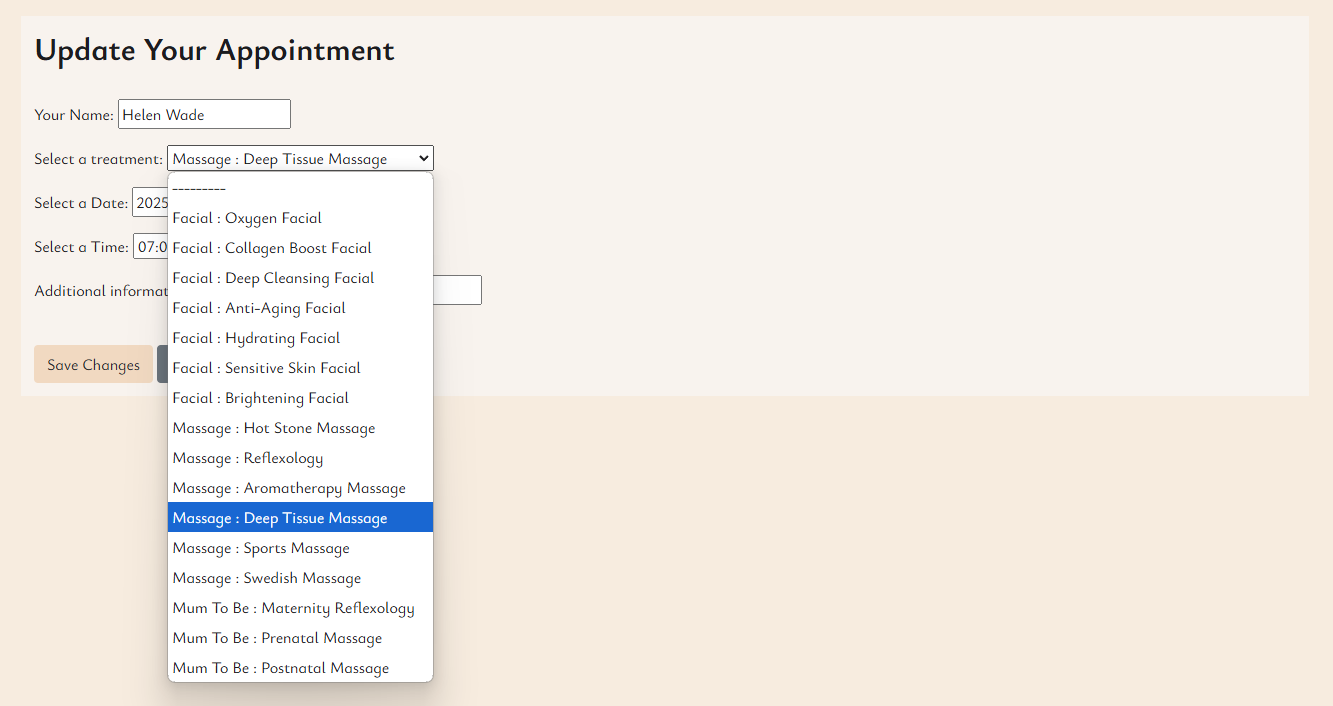 Update Your Appointment
Your Name: Helen Wade
Select a treatment: Massage : Deep Tissue Massage
---------
Select a Date: 2025
Facial : Oxygen Facial
Select a Time: 07:0
Facial : Collagen Boost Facial
Facial : Deep Cleansing Facial
Additional informat
Facial : Anti-Aging Facial
Facial : Hydrating Facial
Save Changes
Facial : Sensitive Skin Facial
Facial : Brightening Facial
Massage : Hot Stone Massage
Massage : Reflexology
Massage : Aromatherapy Massage
Massage : Deep Tissue Massage
Massage : Sports Massage
Massage : Swedish Massage
Mum To Be : Maternity Reflexology
Mum To Be : Prenatal Massage
Mum To Be : Postnatal Massage